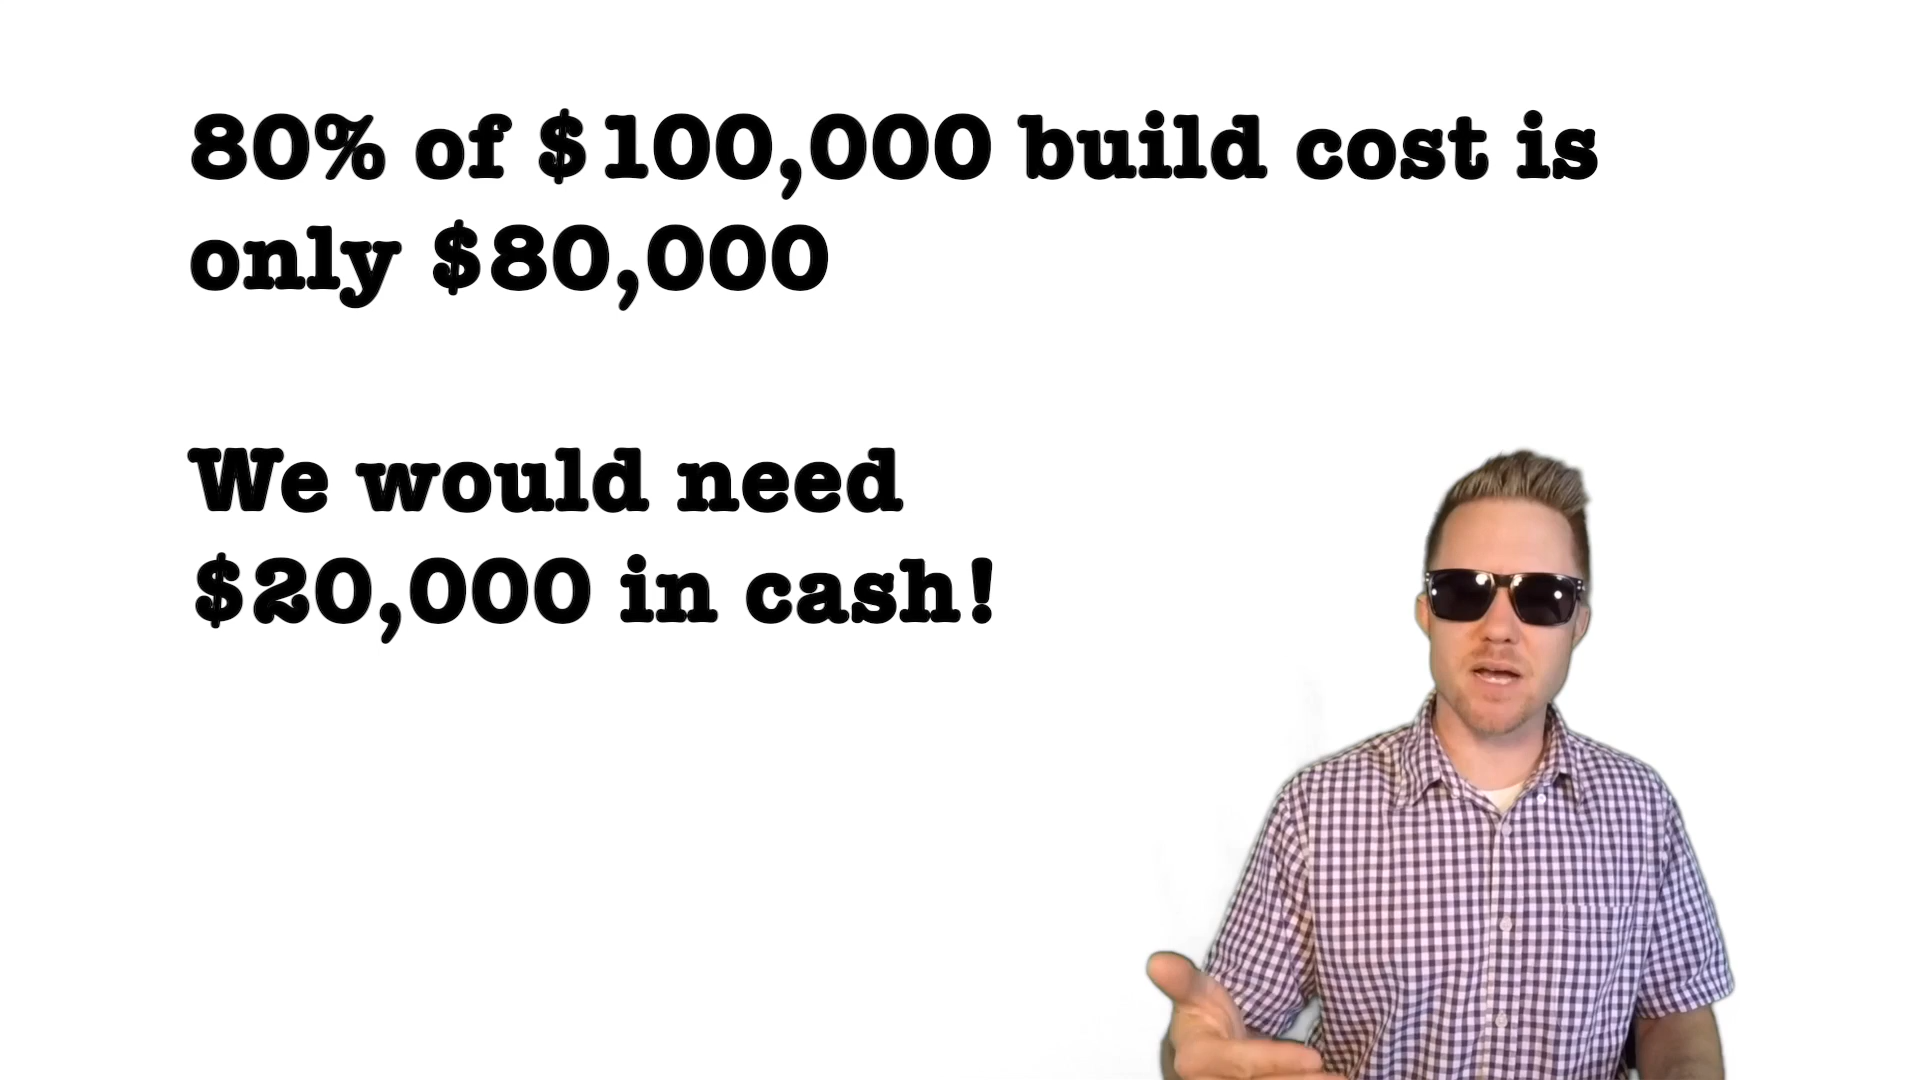 80% of $100,000 build cost is
only $80,000
We would need
$20,000 in cash!